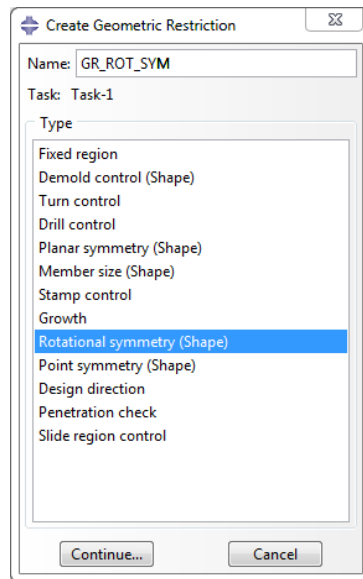 Create Geometric Restriction
Name: GR_ROT_SYM
Task: Task-1
Type
Fixed region
Demold control (Shape)
Turn control
Drill control
Planar symmetry (Shape)
Member size (Shape)
Stamp control
Growth
Rotational symmetry (Shape)
Point symmetry (Shape)
Design direction
Penetration check
Slide region control
Continue... Cancel